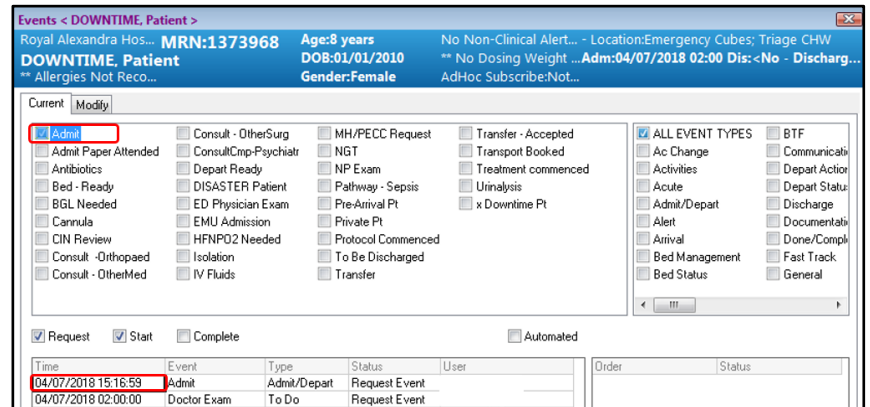 Events < DOWNTIME, Patient >
Royal Alexandra Hos... MRN:1373968 Age:8 years No Non-Clinical Alert... - Location:Emergency Cubes; Triage CHW
DOWNTIME, Patient DOB:01/01/2010 ** No Dosing Weight ...Adm:04/07/2018 02:00 Dis:<No - Discharg...
** Allergies Not Reco... Gender:Female AdHoc Subscribe:Not...
Current Modify
Admit Consult - OtherSurg MH/PECC Request Transfer - Accepted ALL EVENT TYPES BTF
Admit Paper Attended ConsultCmp-Psychiatr NGT Transport Booked Ac Change Communicati
Antibiotics Depart Ready NP Exam Treatment commenced Activities Depart Action
Bed - Ready DISASTER Patient Pathway - Sepsis Urinalysis Acute Depart Status
BGL Needed ED Physician Exam Pre-Arrival Pt x Downtime Pt Admit/Depart Discharge
Cannula EMU Admission Private Pt Alert Documentati
CIN Review HFNPO2 Needed Protocol Commenced Arrival Done/Compl
Consult -Orthopaed Isolation To Be Discharged Bed Management Fast Track
Consult - OtherMed IV Fluids Transfer Bed Status General
Request Start Complete Automated
Time Event Type Status User Order Status
04/07/2018 15:16:59 Admit Admit/Depart Request Event
04/07/2018 02:00:00 Doctor Exam To Do Request Event